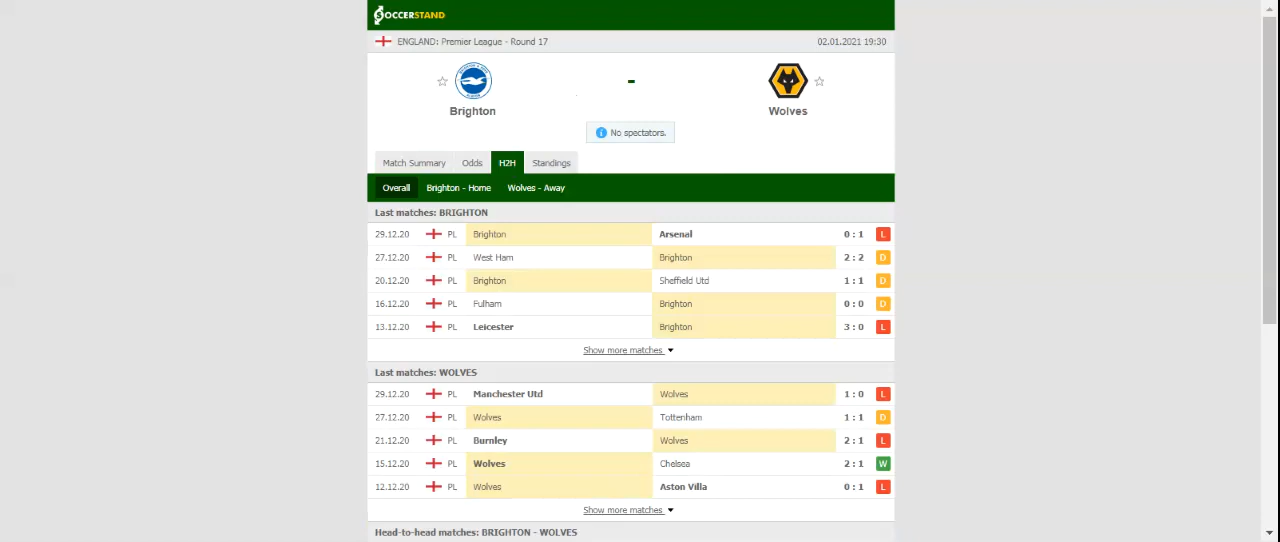 SOCCERSTAND
ENGLAND: Premier League - Round 17 02.01.2021 19:30
-
Brighton Wolves
No spectators.
Match Summary Odds H2H Standings
Overall Brighton - Home Wolves - Away
Last matches: BRIGHTON
29.12.20 PL Brighton Arsenal 0 : 1 L
27.12.20 PL West Ham Brighton 2 : 2 D
20.12.20 PL Brighton Sheffield Utd 1 : 1 D
16.12.20 PL Fulham Brighton 0 : 0 D
13.12.20 PL Leicester Brighton 3 : 0 L
Show more matches
Last matches: WOLVES
29.12.20 PL Manchester Utd Wolves 1 : 0 L
27.12.20 PL Wolves Tottenham 1 : 1 D
21.12.20 PL Burnley Wolves 2 : 1 L
15.12.20 PL Wolves Chelsea 2 : 1 W
12.12.20 PL Wolves Aston Villa 0 : 1 L
Show more matches
Head-to-head matches: BRIGHTON - WOLVES